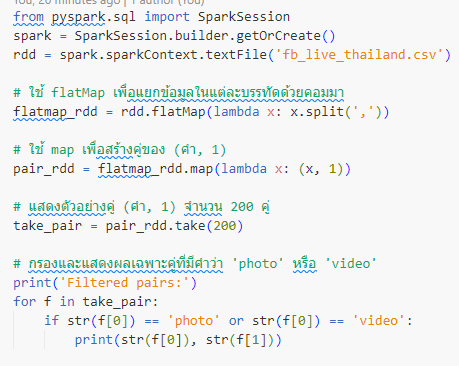 You, 20 minutes ago | 1 author (You)
from pyspark.sql import SparkSession
spark = SparkSession.builder.getOrCreate()
rdd = spark.sparkContext.textFile('fb_live_thailand.csv')
# ใช้ flatMap เพื่อแยกข้อมูลในแต่ละบรรทัดด้วยคอมมา
flatmap_rdd = rdd.flatMap(lambda x: x.split(','))
# ใช้ map เพื่อสร้างคู่ของ (คำ, 1)
pair_rdd = flatmap_rdd.map(lambda x: (x, 1))
# แสดงตัวอย่างคู่ (คำ, 1) จำนวน 200 คู่
take_pair = pair_rdd.take(200)
# กรองและแสดงผลเฉพาะคู่ที่มีคำว่า 'photo' หรือ 'video'
print('Filtered pairs:')
for f in take_pair:
    if str(f[0]) == 'photo' or str(f[0]) == 'video':
        print(str(f[0]), str(f[1]))